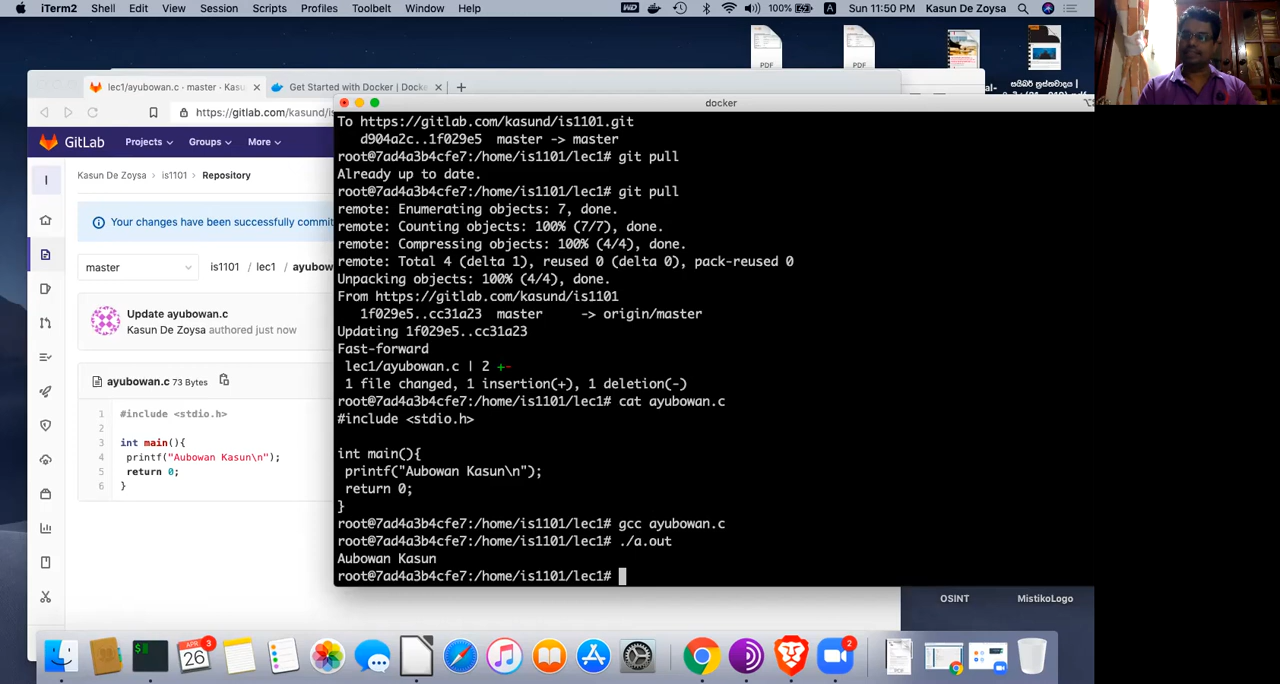 iTerm2 Shell Edit View Session Scripts Profiles Toolbelt Window Help
100% Sun 11:50 PM Kasun De Zoysa
PDF
PDF
lec1/ayubowan.c · master · Kasu
Get Started with Docker | Docke
docker
https://gitlab.com/kasund/is
GitLab Projects Groups More
Kasun De Zoysa › is1101 › Repository
Your changes have been successfully commit
master
is1101 / lec1 / ayubow
Update ayubowan.c
Kasun De Zoysa authored just now
ayubowan.c 73 Bytes
1 #include <stdio.h>
2
3 int main(){
4 printf("Aubowan Kasun\n");
5 return 0;
6 }
To https://gitlab.com/kasund/is1101.git
d904a2c..1f029e5 master -> master
root@7ad4a3b4cfe7:/home/is1101/lec1# git pull
Already up to date.
root@7ad4a3b4cfe7:/home/is1101/lec1# git pull
remote: Enumerating objects: 7, done.
remote: Counting objects: 100% (7/7), done.
remote: Compressing objects: 100% (4/4), done.
remote: Total 4 (delta 1), reused 0 (delta 0), pack-reused 0
Unpacking objects: 100% (4/4), done.
From https://gitlab.com/kasund/is1101
1f029e5..cc31a23 master -> origin/master
Updating 1f029e5..cc31a23
Fast-forward
lec1/ayubowan.c | 2 +-
1 file changed, 1 insertion(+), 1 deletion(-)
root@7ad4a3b4cfe7:/home/is1101/lec1# cat ayubowan.c
#include <stdio.h>
int main(){
printf("Aubowan Kasun\n");
return 0;
}
root@7ad4a3b4cfe7:/home/is1101/lec1# gcc ayubowan.c
root@7ad4a3b4cfe7:/home/is1101/lec1# ./a.out
Aubowan Kasun
root@7ad4a3b4cfe7:/home/is1101/lec1#
OSINT
MistikoLogo
APR
26
3
2